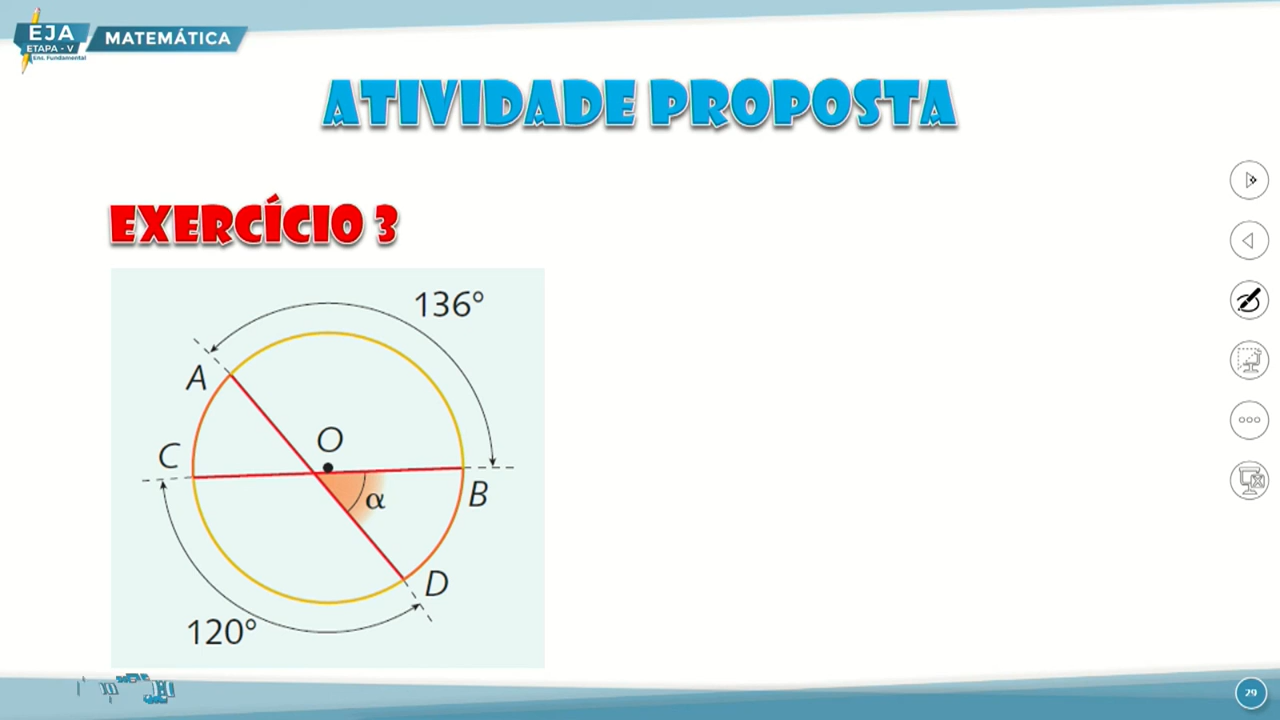 EJA
ETAPA - V
Ens. Fundamental
MATEMÁTICA
ATIVIDADE PROPOSTA
EXERCÍCIO 3
136°
A
O
C
α
B
D
120°
29